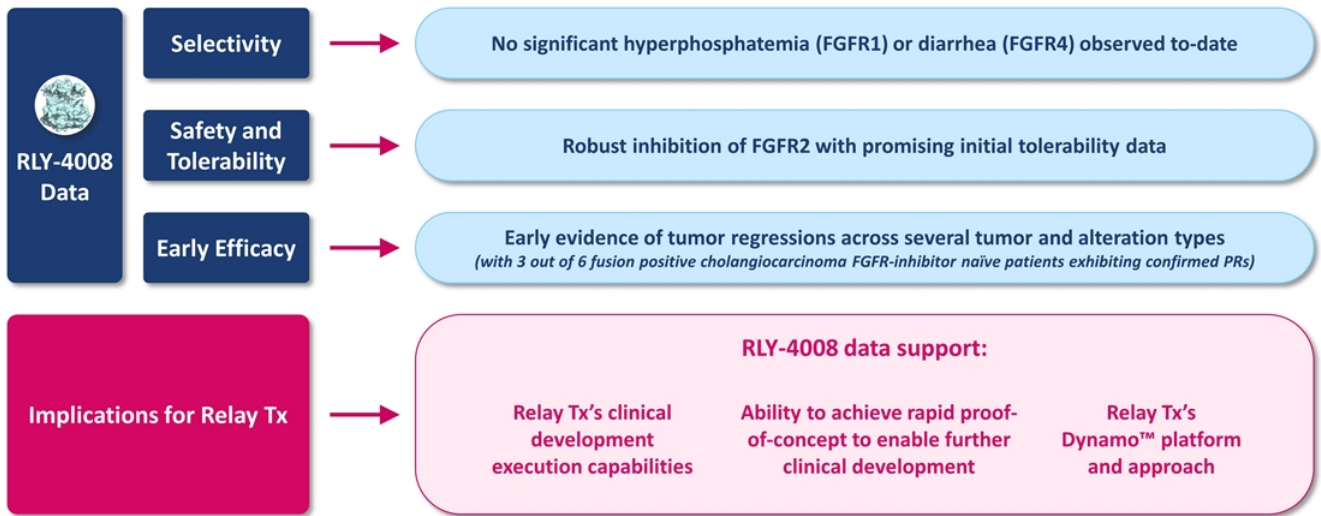 RLY-4008
Data
Selectivity
No significant hyperphosphatemia (FGFR1) or diarrhea (FGFR4) observed to-date
Safety and
Tolerability
Robust inhibition of FGFR2 with promising initial tolerability data
Early Efficacy
Early evidence of tumor regressions across several tumor and alteration types
(with 3 out of 6 fusion positive cholangiocarcinoma FGFR-inhibitor naïve patients exhibiting confirmed PRs)
Implications for Relay Tx
RLY-4008 data support:
Relay Tx’s clinical
development
execution capabilities
Ability to achieve rapid proof-
of-concept to enable further
clinical development
Relay Tx’s
Dynamo™ platform
and approach